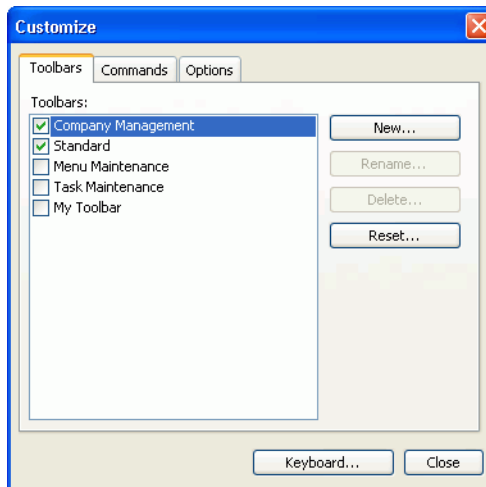 Customize
Toolbars Commands Options
Toolbars:
Company Management
Standard
Menu Maintenance
Task Maintenance
My Toolbar
New...
Rename...
Delete...
Reset...
Keyboard... Close